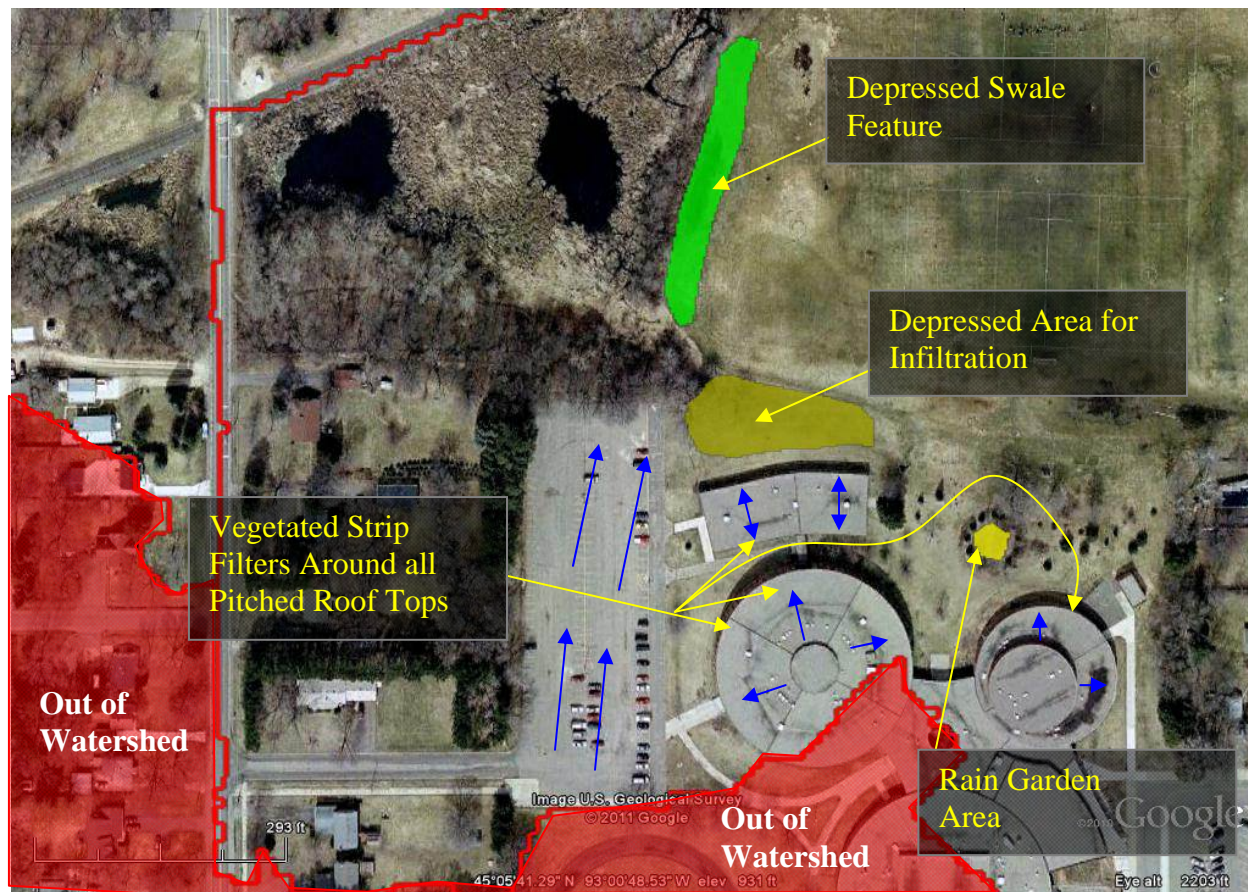 Depressed Swale
Feature
Depressed Area for
Infiltration
Vegetated Strip
Filters Around all
Pitched Roof Tops
Out of
Watershed
Rain Garden
Area
Out of
Watershed
Image U.S. Geological Survey
© 2011 Google
Google
293 ft
45°05'41.29" N 93°00'48.53" W elev 931 ft
Eye alt 2203 ft